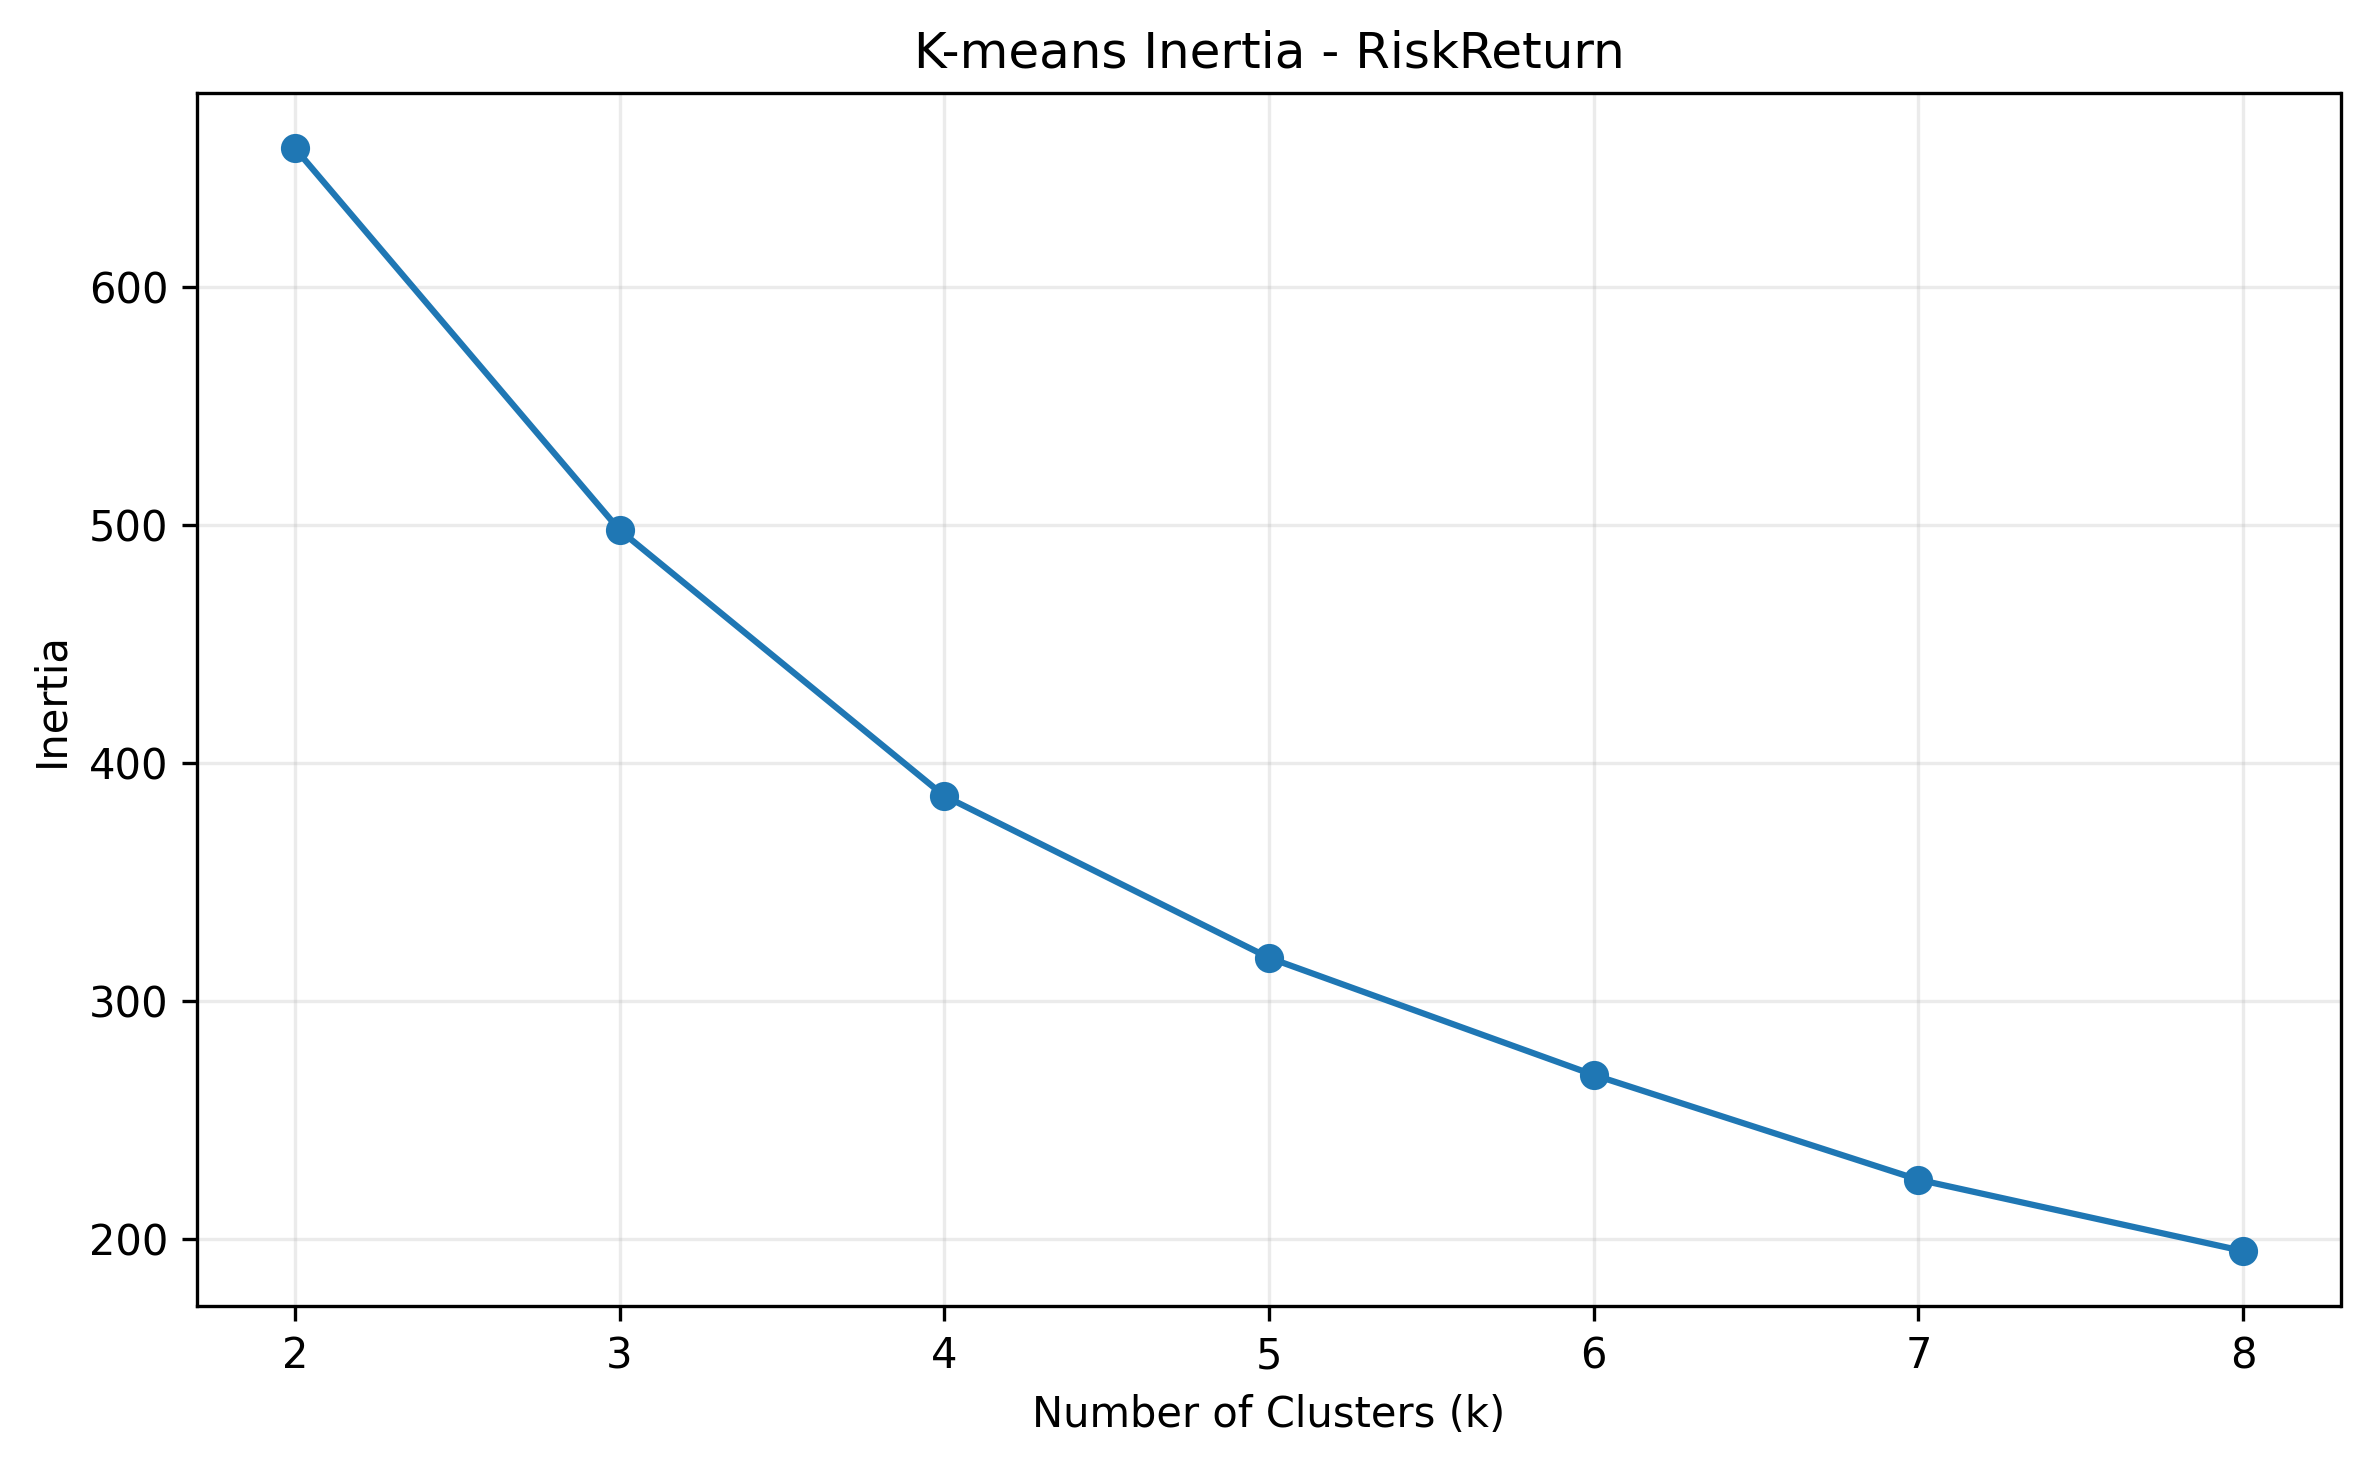 K-means Inertia - RiskReturn
Inertia
600
500
400
300
200
2 3 4 5 6 7 8
Number of Clusters (k)